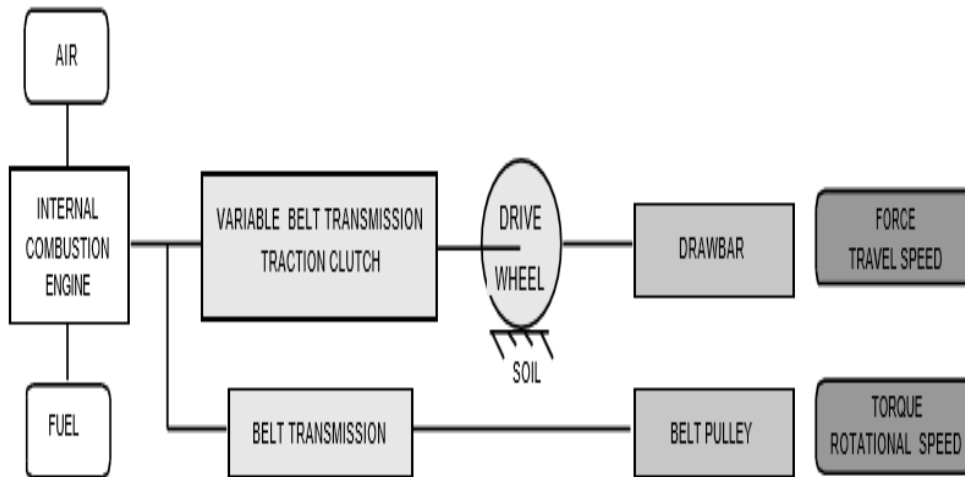 AIR
INTERNAL
COMBUSTION
ENGINE
FUEL
VARIABLE BELT TRANSMISSION
TRACTION CLUTCH
DRIVE
WHEEL
SOIL
DRAWBAR
FORCE
TRAVEL SPEED
BELT TRANSMISSION
BELT PULLEY
TORQUE
ROTATIONAL SPEED